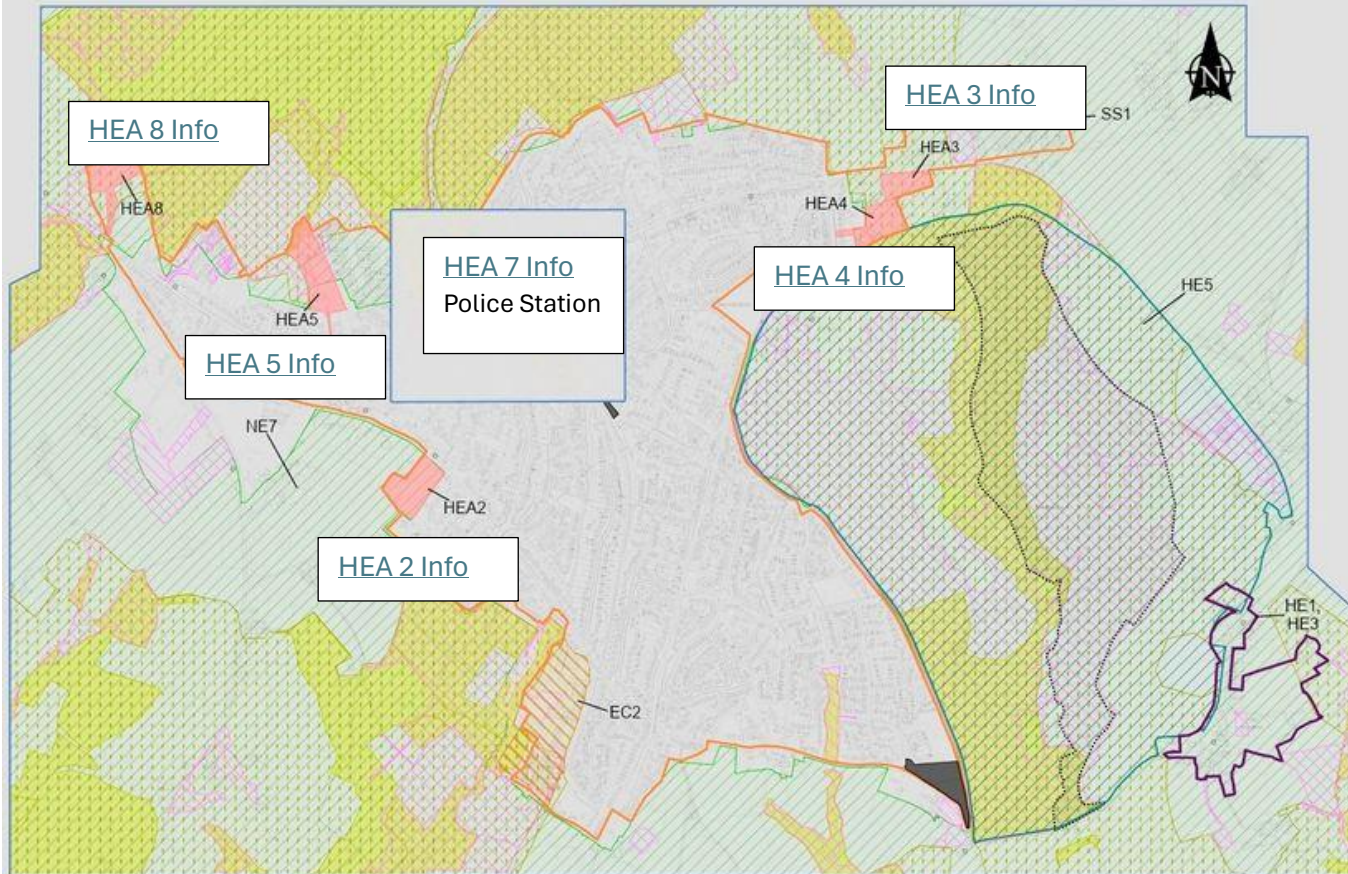 N
HEA 3 Info
SS1
HEA 8 Info
HEA3
HEA4
HEA8
HEA 7 Info
Police Station
HEA 4 Info
HE5
HEA5
HEA 5 Info
NE7
HEA2
HEA 2 Info
HE1,
HE3
EC2